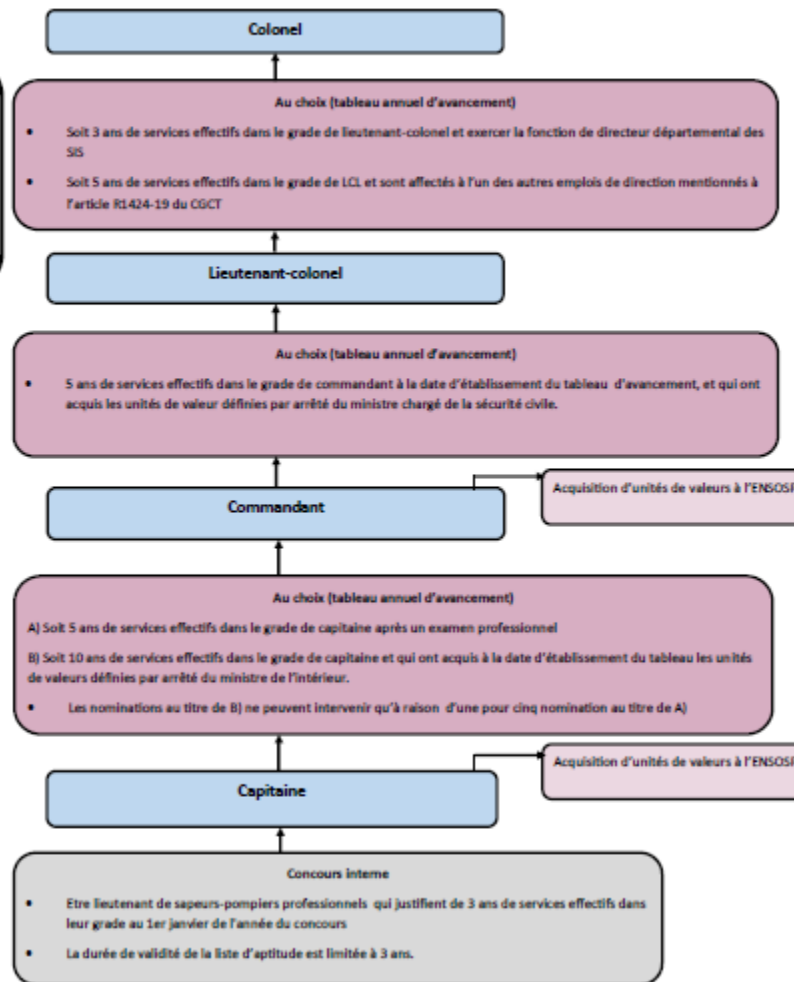 Colonel
Au choix (tableau annuel d'avancement)
• Soit 3 ans de services effectifs dans le grade de lieutenant-colonel et exercer la fonction de directeur départemental des
SIS
• Soit 5 ans de services effectifs dans le grade de LCL et sont affectés à l'un des autres emplois de direction mentionnés à
l'article R1424-19 du CGCT
Lieutenant-colonel
Au choix (tableau annuel d'avancement)
• 5 ans de services effectifs dans le grade de commandant à la date d'établissement du tableau d'avancement, et qui ont
acquis les unités de valeur définies par arrêté du ministre chargé de la sécurité civile.
Commandant
Acquisition d'unités de valeurs à l'ENSOSP
Au choix (tableau annuel d'avancement)
A) Soit 5 ans de services effectifs dans le grade de capitaine après un examen professionnel
B) Soit 10 ans de services effectifs dans le grade de capitaine et qui ont acquis à la date d'établissement du tableau les unités
de valeurs définies par arrêté du ministre de l'intérieur.
• Les nominations au titre de B) ne peuvent intervenir qu'à raison d'une pour cinq nomination au titre de A)
Capitaine
Acquisition d'unités de valeurs à l'ENSOSP
Concours interne
• Etre lieutenant de sapeurs-pompiers professionnels qui justifient de 3 ans de services effectifs dans
leur grade au 1er janvier de l'année du concours
• La durée de validité de la liste d'aptitude est limitée à 3 ans.